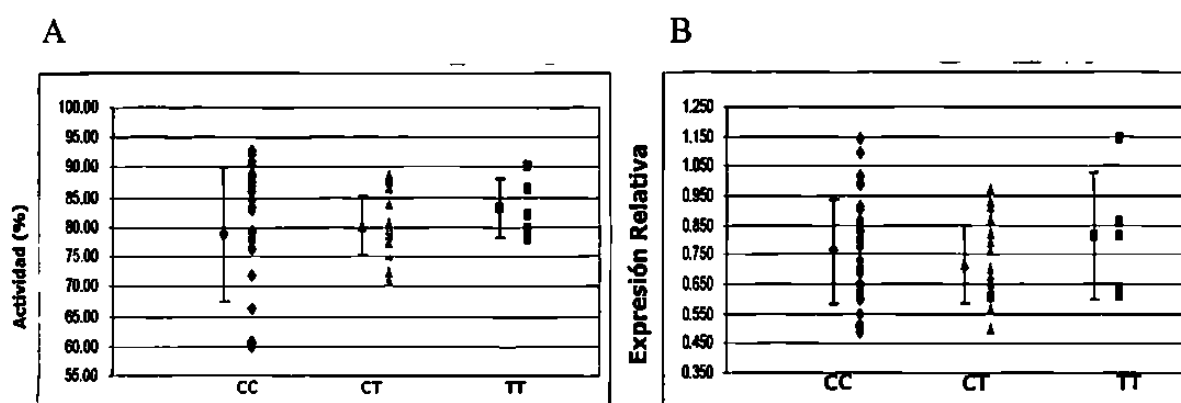 A
B
100.00
95.00
90.00
85.00
80.00
75.00
70.00
65.00
60.00
55.00
Actividad (%)
CC
CT
TT
1.250
1.150
1.050
0.950
0.850
0.750
0.650
0.550
0.450
0.350
Expresión Relativa
CC
CT
TT